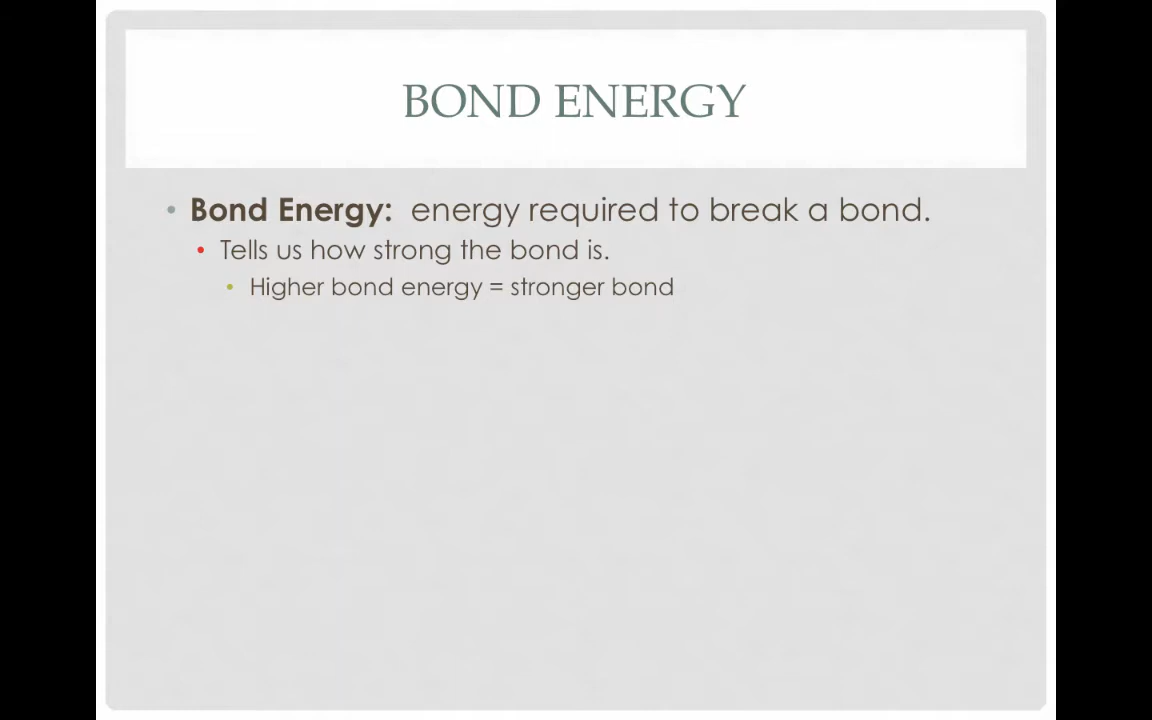 BOND ENERGY
• Bond Energy: energy required to break a bond.
• Tells us how strong the bond is.
• Higher bond energy = stronger bond